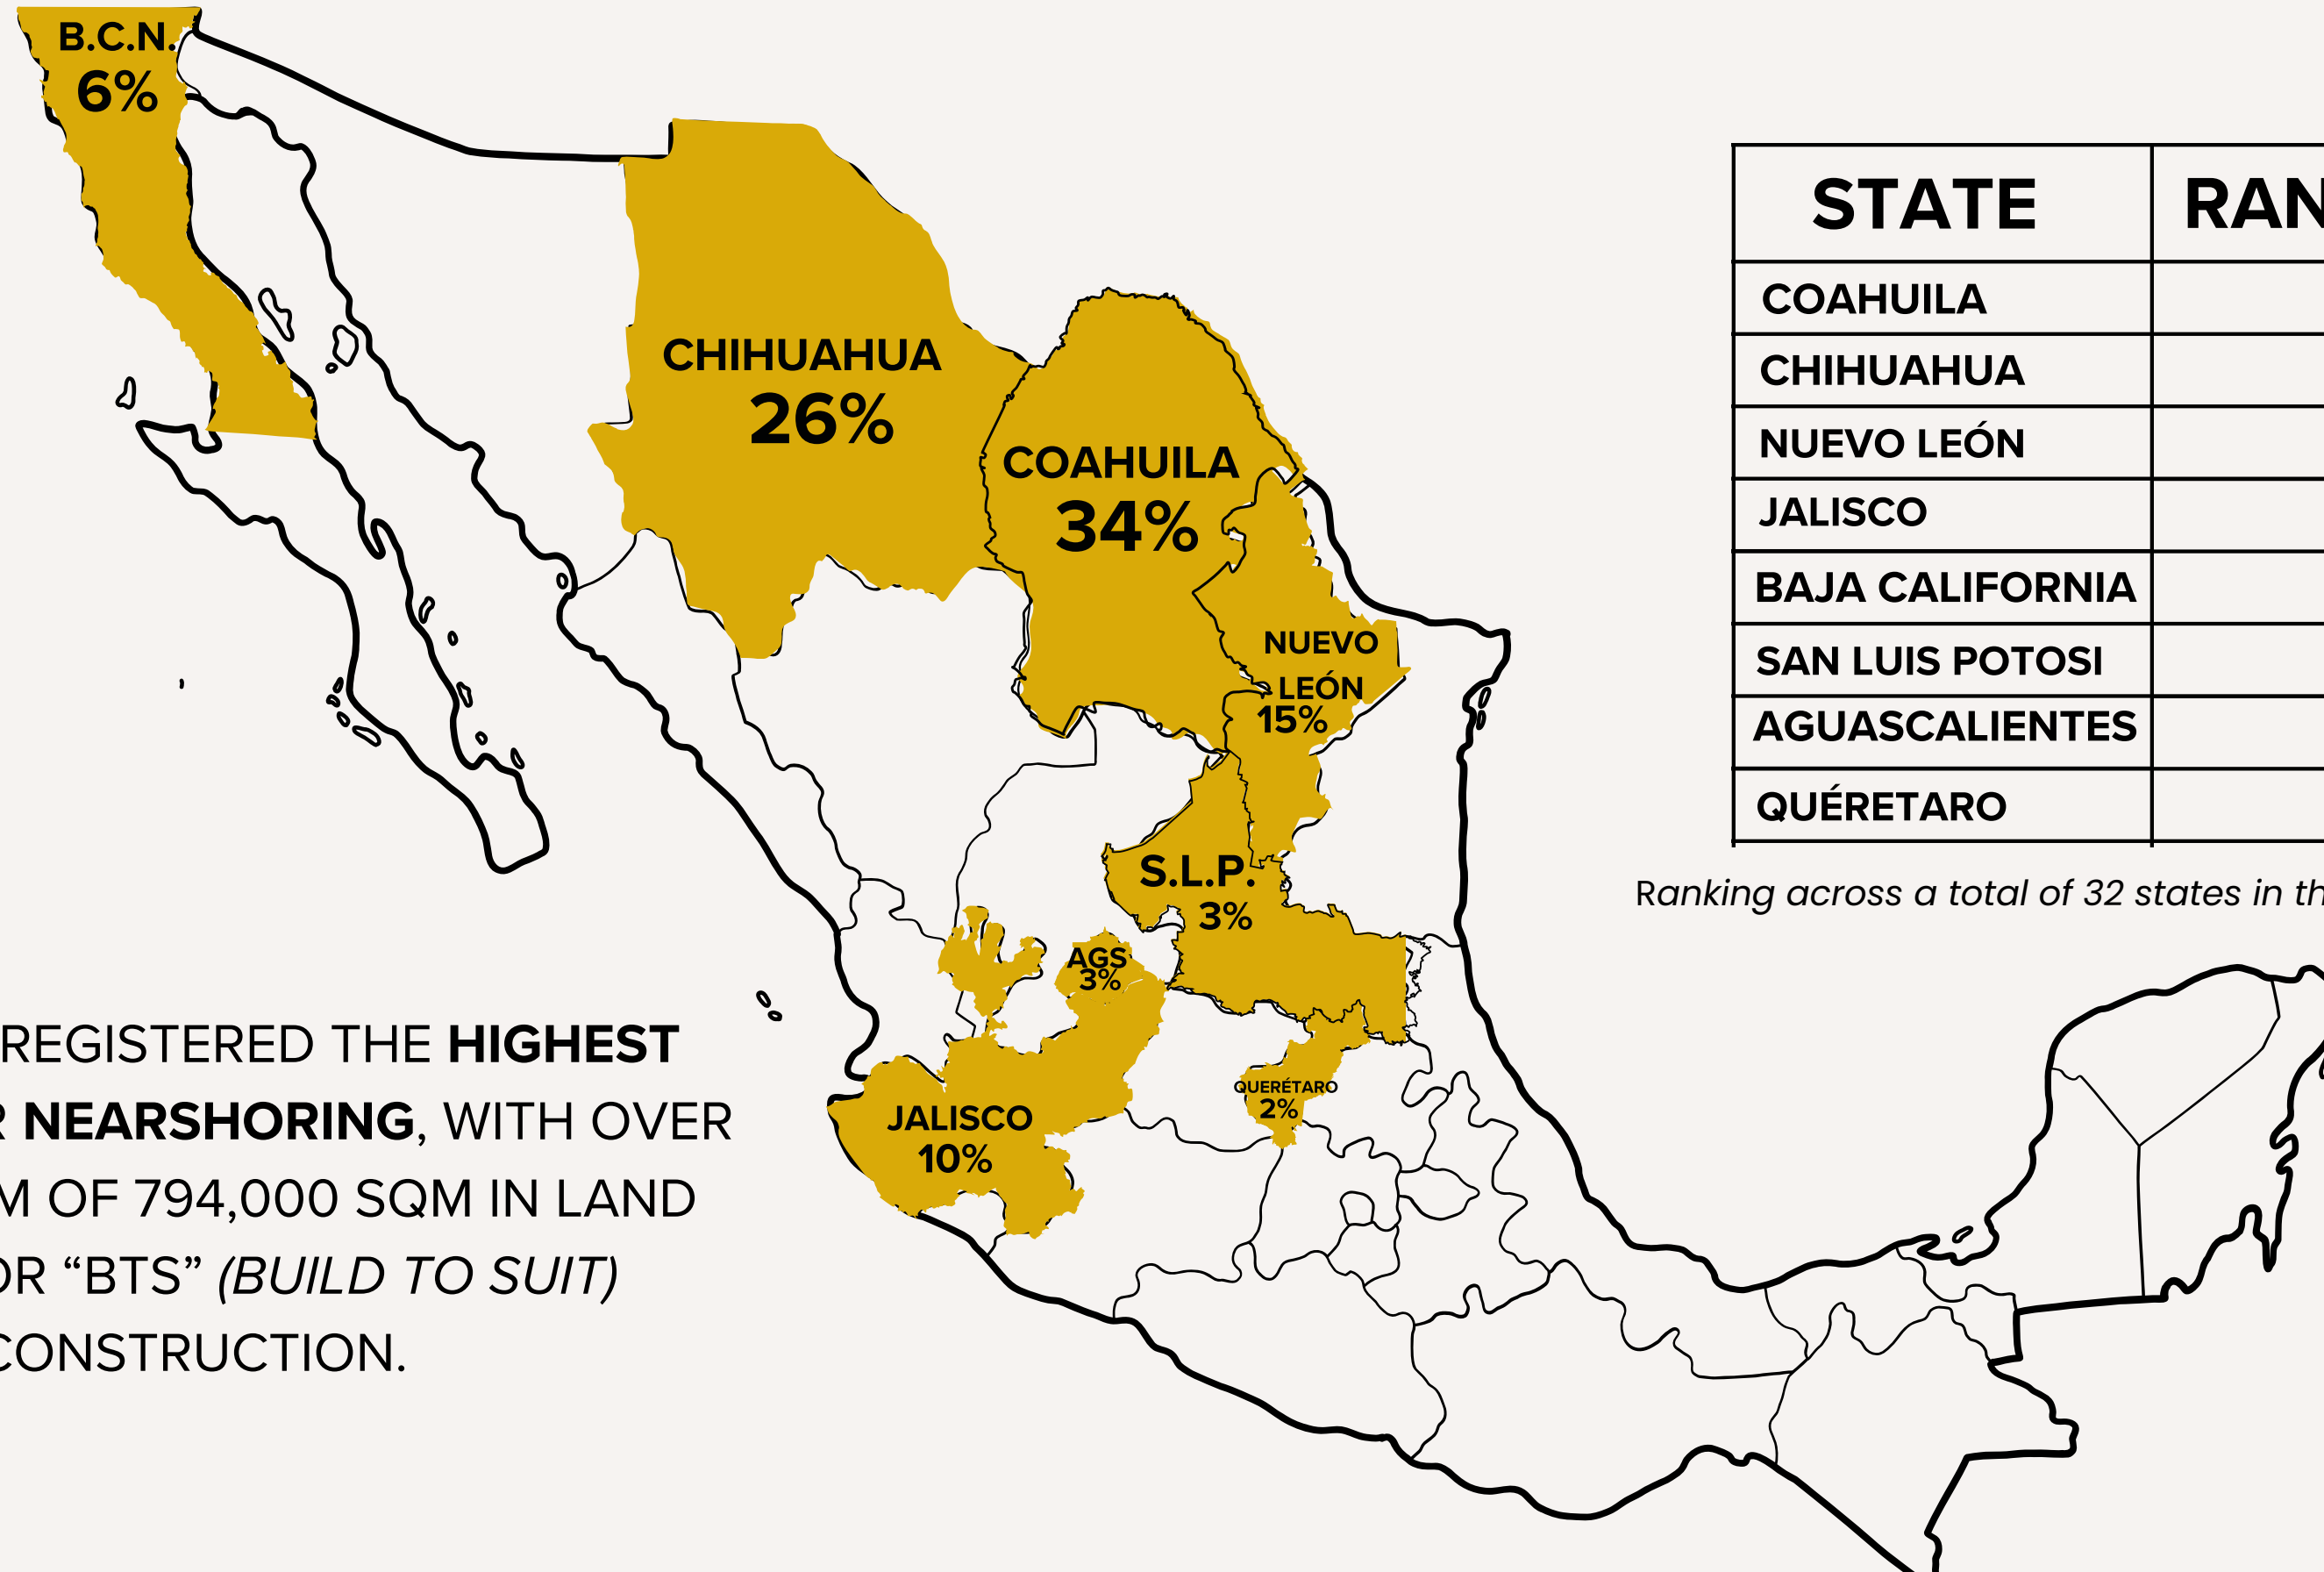 B.C.N.
6%
CHIHUAHUA
26%
COAHUILA
34%
NUEVO
LEÓN
15%
S.L.P.
3%
AGS
3%
JALISCO
10%
QUERÉTARO
2%
STATE RAN
COAHUILA
CHIHUAHUA
NUEVO LEÓN
JALISCO
BAJA CALIFORNIA
SAN LUIS POTOSI
AGUASCALIENTES
QUÉRETARO
Ranking across a total of 32 states in th
REGISTERED THE HIGHEST
R NEARSHORING, WITH OVER
M OF 794,000 SQM IN LAND
OR “BTS” (BUILD TO SUIT)
CONSTRUCTION.